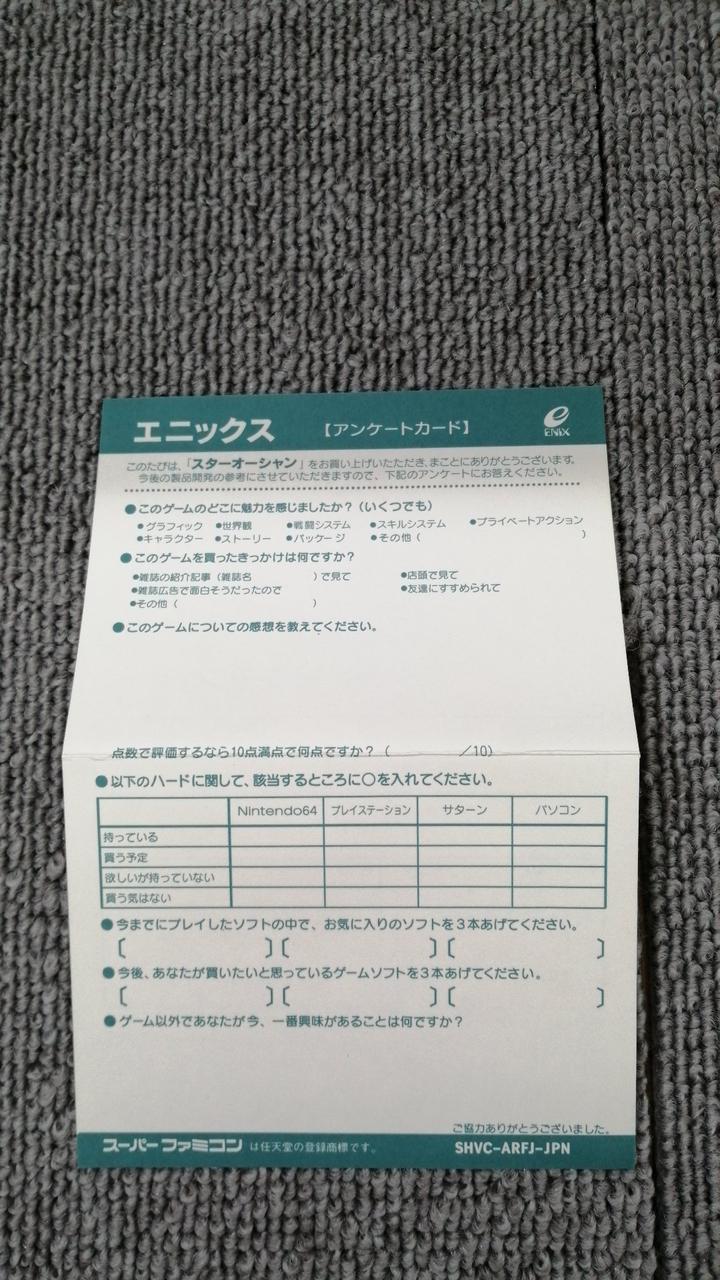 エニックス 【アンケートカード】 e ENIX
このたびは、「スターオーシャン」をお買い上げいただき、まことにありがとうございます。
今後の製品開発の参考にさせていただきますので、下記のアンケートにお答えください。
●このゲームのどこに魅力を感じましたか？(いくつでも)
●グラフィック ●世界観 ●戦闘システム ●スキルシステム ●プライベートアクション
●キャラクター ●ストーリー ●パッケージ ●その他 ( )
●このゲームを買ったきっかけは何ですか？
●雑誌の紹介記事 (雑誌名 ) で見て ●店頭で見て
●雑誌広告で面白そうだったので ●友達にすすめられて
●その他 ( )
●このゲームについての感想を教えてください。
点数で評価するなら10点満点で何点ですか？ ( /10)
●以下のハードに関して、該当するところに○を入れてください。
Nintendo64 プレイステーション サターン パソコン
持っている
買う予定
欲しいが持っていない
買う気はない
●今までにプレイしたソフトの中で、お気に入りのソフトを3本あげてください。
〔 〕〔 〕〔 〕
●今後、あなたが買いたいと思っているゲームソフトを3本あげてください。
〔 〕〔 〕〔 〕
●ゲーム以外であなたが今、一番興味があることは何ですか？
ご協力ありがとうございました。
スーパーファミコン は任天堂の登録商標です。 SHVC-ARFJ-JPN